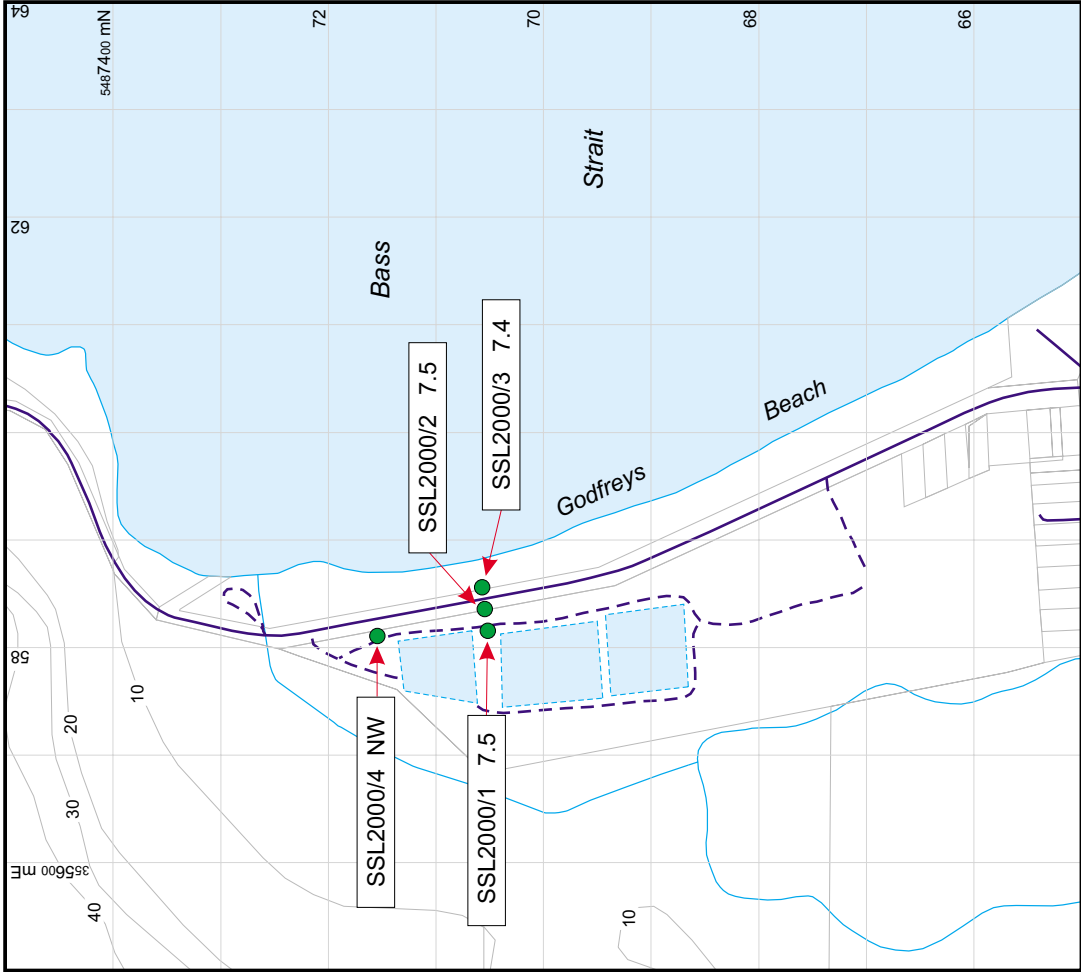 64
5487400 mN
72
70
68
66
62
Strait
Bass
SSL2000/3 7.4
SSL2000/2 7.5
Beach
Godfreys
58
10
20
30
40
355600 mE
SSL2000/4 NW
SSL2000/1 7.5
10